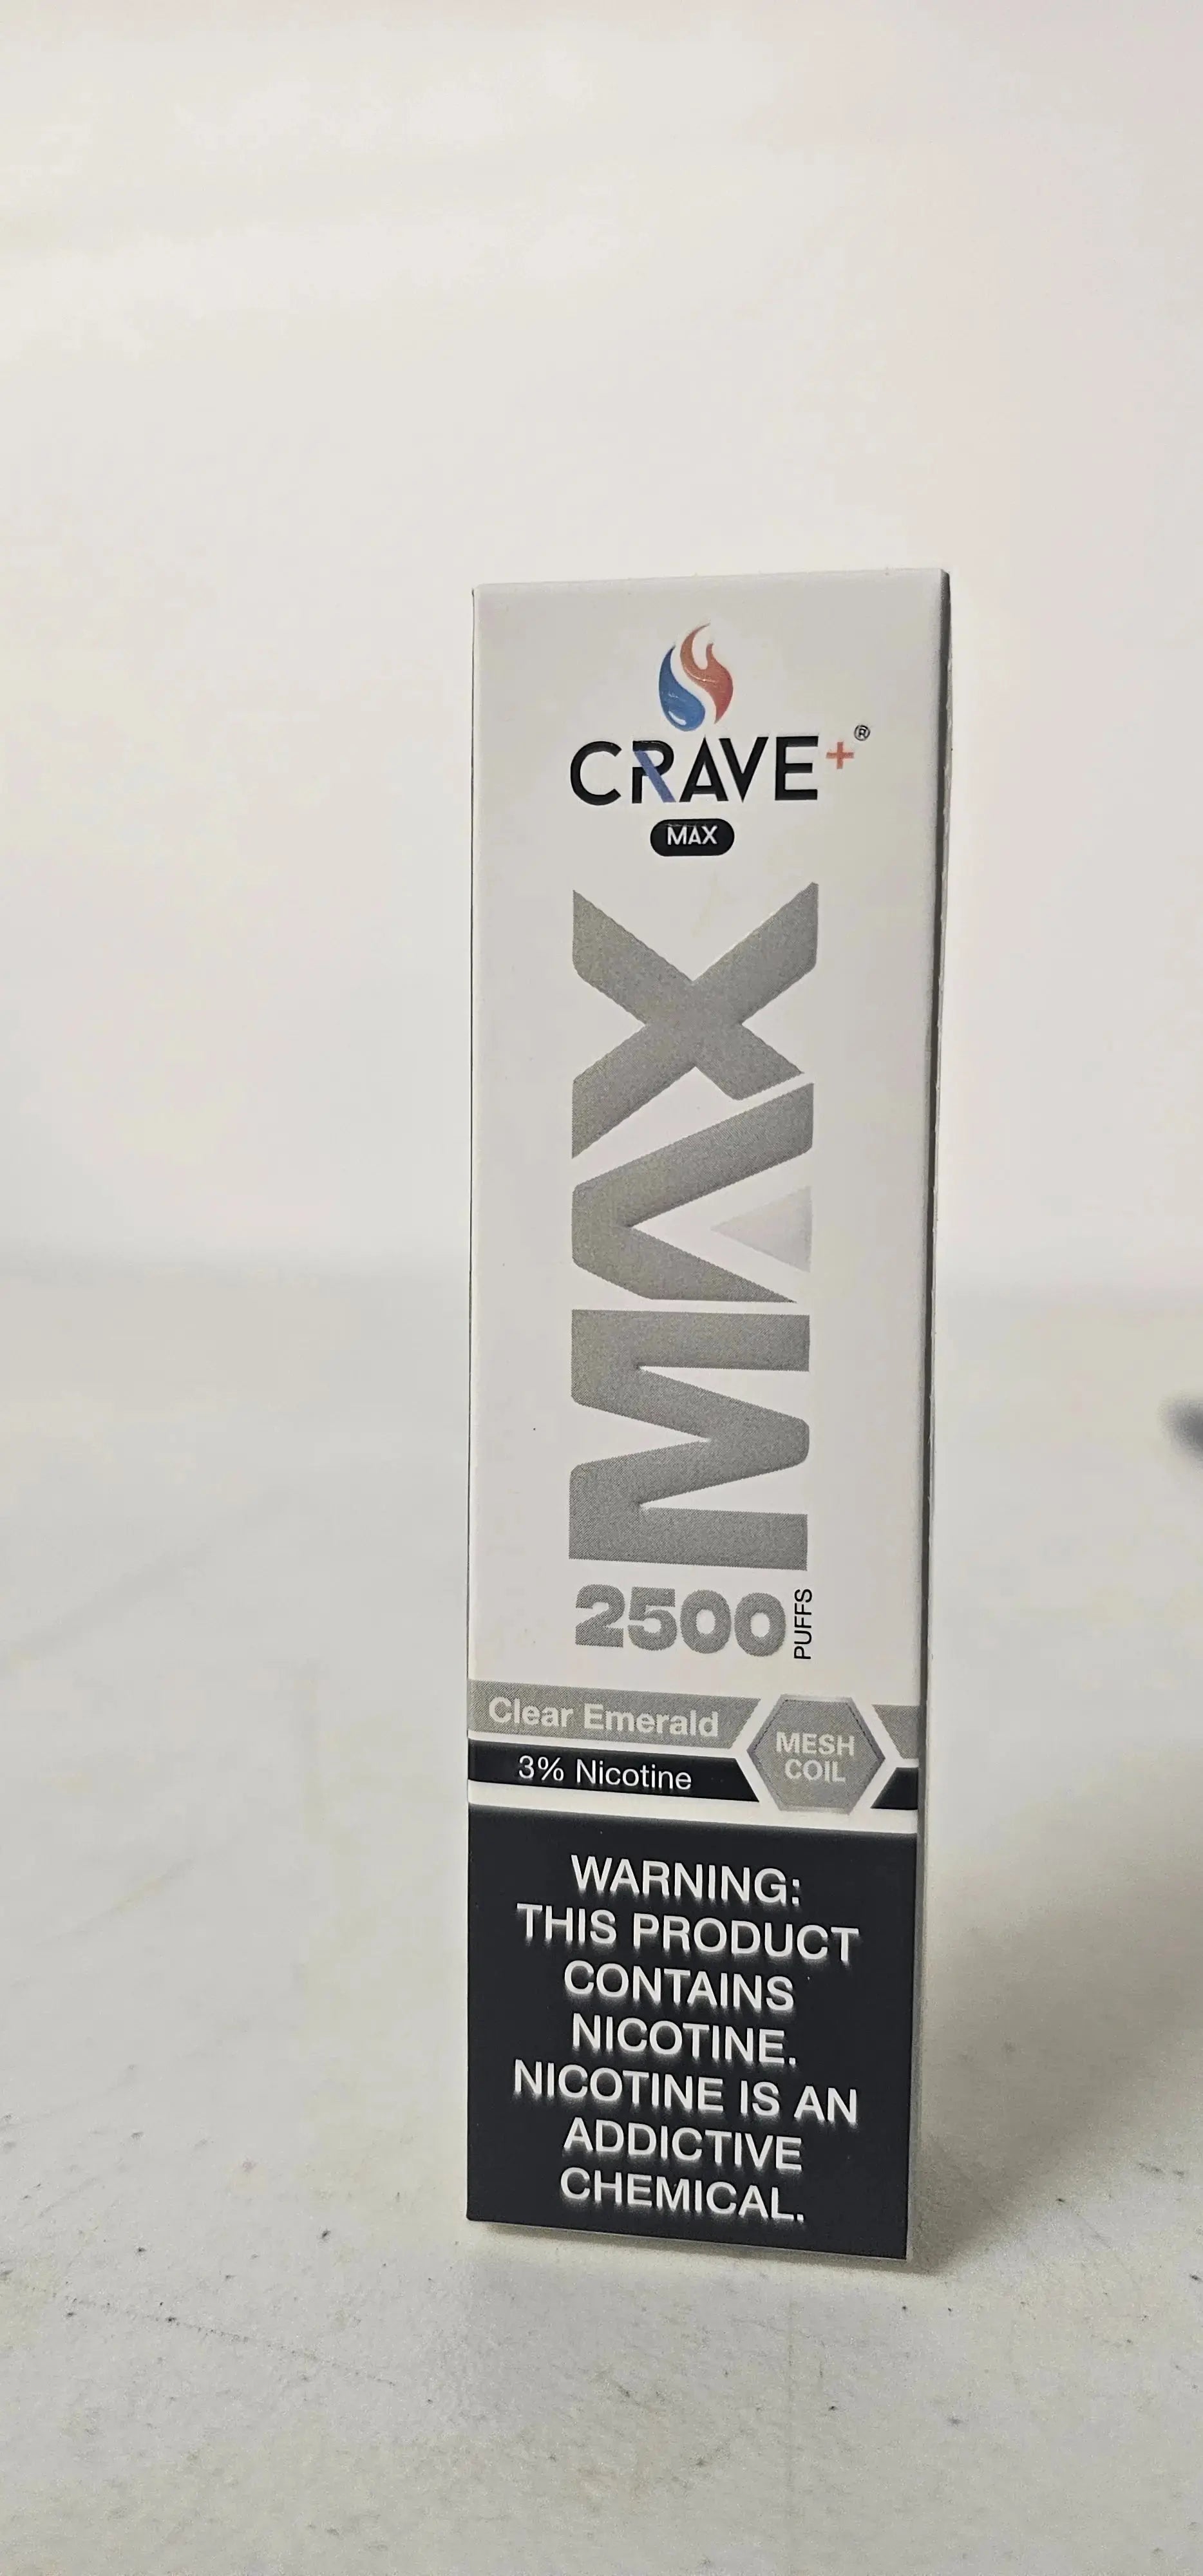 CRAVE+®
MAX
MAX
2500 PUFFS
Clear Emerald
3% Nicotine
MESH
COIL
WARNING:
THIS PRODUCT
CONTAINS
NICOTINE.
NICOTINE IS AN
ADDICTIVE
CHEMICAL.